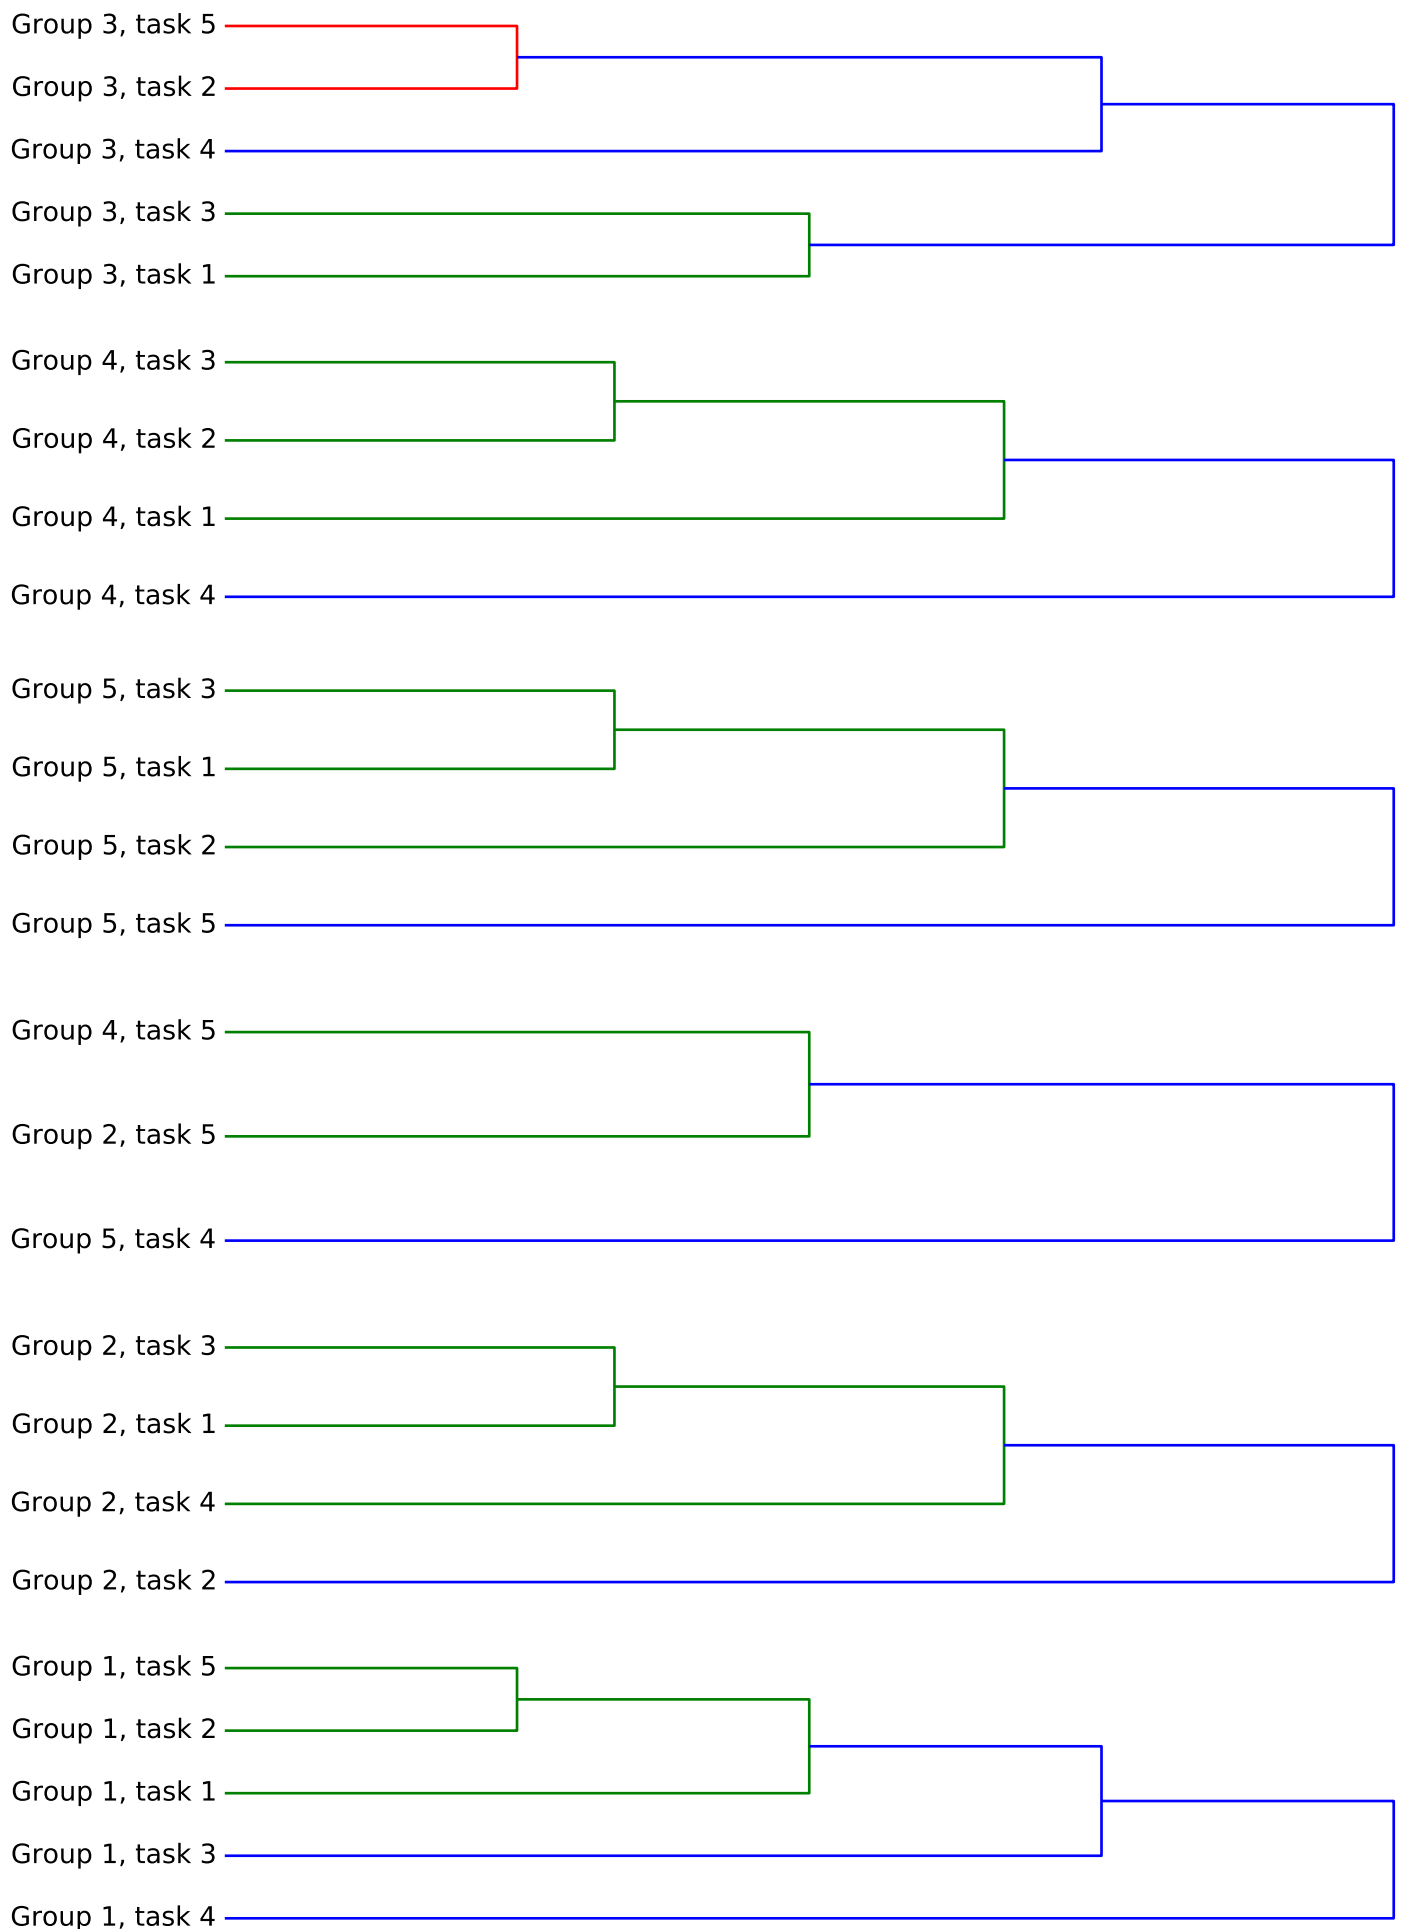 Group 3, task 5
Group 3, task 2
Group 3, task 4
Group 3, task 3
Group 3, task 1
Group 4, task 3
Group 4, task 2
Group 4, task 1
Group 4, task 4
Group 5, task 3
Group 5, task 1
Group 5, task 2
Group 5, task 5
Group 4, task 5
Group 2, task 5
Group 5, task 4
Group 2, task 3
Group 2, task 1
Group 2, task 4
Group 2, task 2
Group 1, task 5
Group 1, task 2
Group 1, task 1
Group 1, task 3
Group 1, task 4